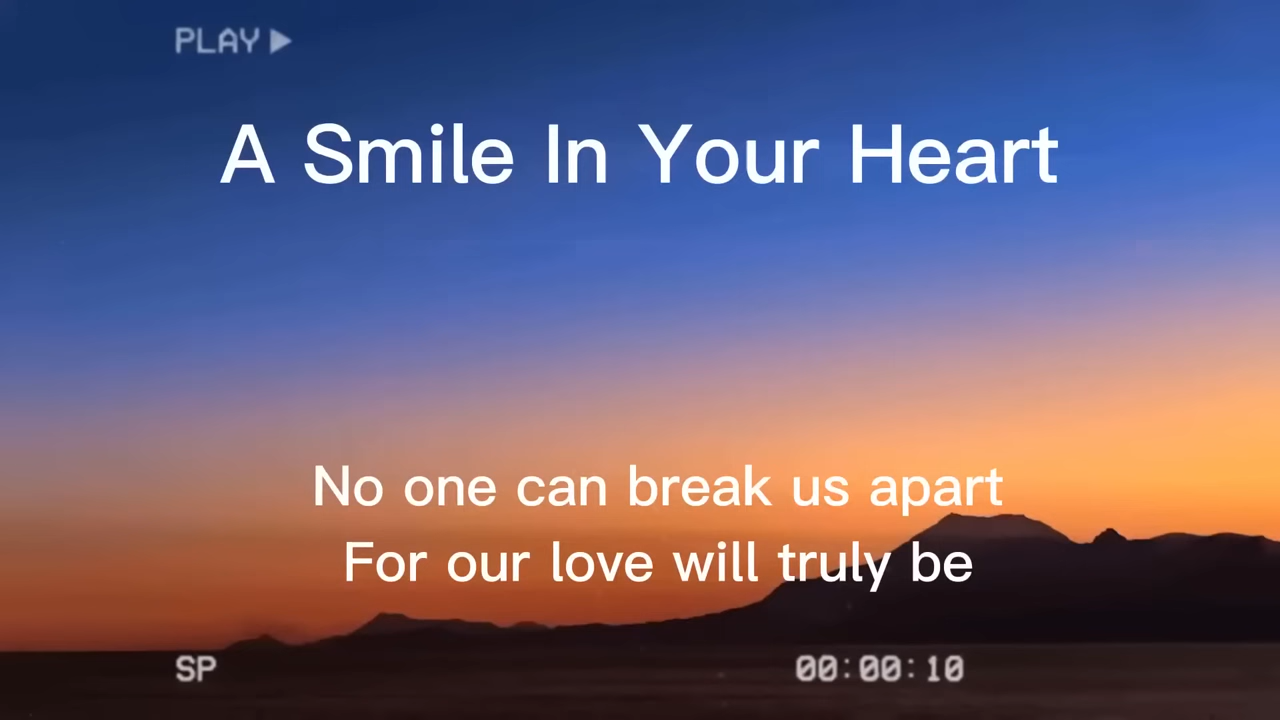 PLAY ▶
A Smile In Your Heart
No one can break us apart
For our love will truly be
SP
00:00:10